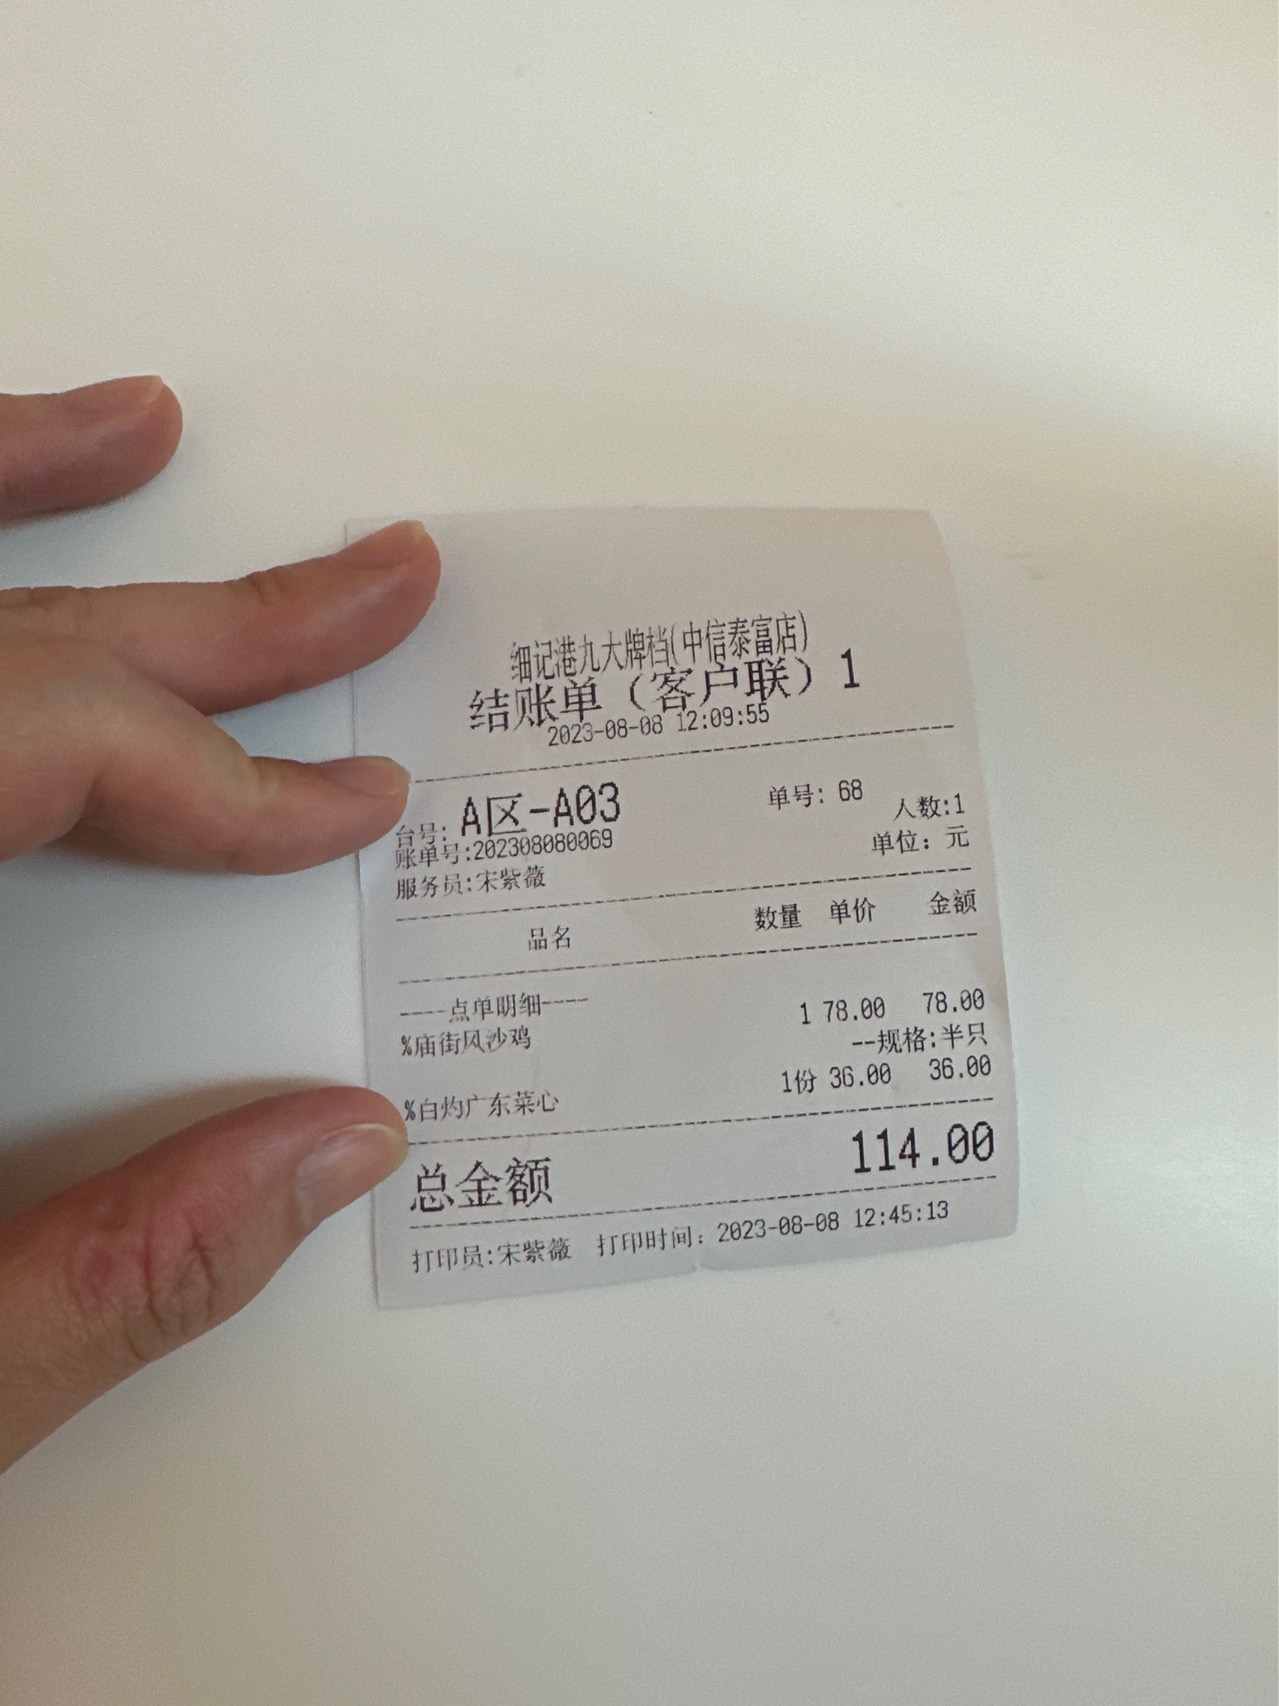 细记港九大牌档(中信泰富店)
结账单（客户联）1
2023-08-08 12:09:55
台号: A区-A03 单号: 68
账单号:202308080069 人数:1
服务员:宋紫薇 单位: 元
品名 数量 单价 金额
----点单明细----
%庙街风沙鸡 1 78.00 78.00
--规格:半只
%白灼广东菜心 1份 36.00 36.00
总金额 114.00
打印员:宋紫薇 打印时间: 2023-08-08 12:45:13